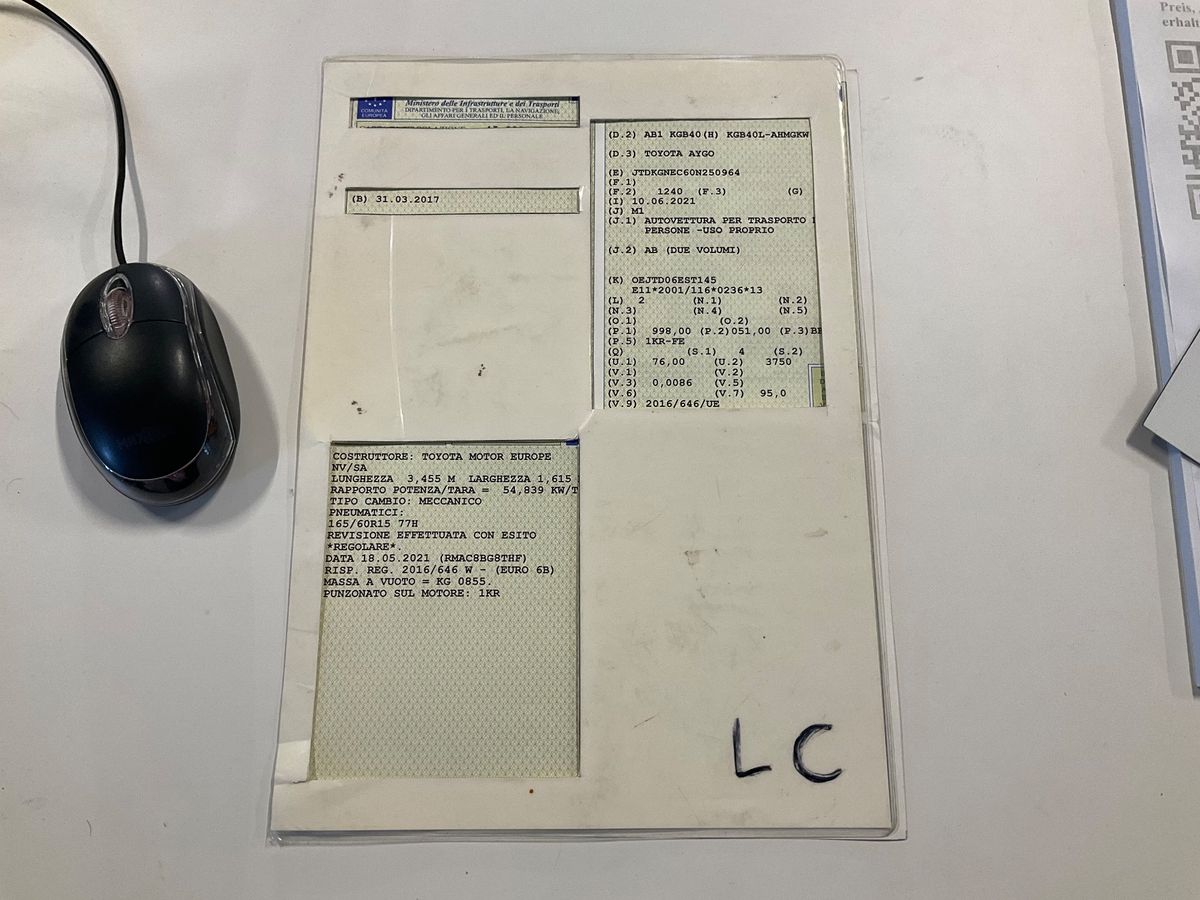 Preis,
erhalt
COMUNITÀ
EUROPEA
Ministero delle Infrastrutture e dei Trasporti
DIPARTIMENTO PER I TRASPORTI, LA NAVIGAZIONE,
GLI AFFARI GENERALI ED IL PERSONALE
(B) 31.03.2017
(D.2) AB1 KGB40(H) KGB40L-AHMGKW
(D.3) TOYOTA AYGO
(E) JTDKGNEC60N250964
(F.1)
(F.2) 1240 (F.3) (G)
(I) 10.06.2021
(J) M1
(J.1) AUTOVETTURA PER TRASPORTO
PERSONE -USO PROPRIO
(J.2) AB (DUE VOLUMI)
(K) OEJTD06EST145
E11*2001/116*0236*13
(L) 2 (N.1) (N.2)
(N.3) (N.4) (N.5)
(O.1) (O.2)
(P.1) 998,00 (P.2)051,00 (P.3)
(P.5) 1KR-FE
(Q) (S.1) 4 (S.2)
(U.1) 76,00 (U.2) 3750
(V.1) (V.2)
(V.3) 0,0086 (V.5)
(V.6) (V.7) 95,0
(V.9) 2016/646/UE
COSTRUTTORE: TOYOTA MOTOR EUROPE
NV/SA
LUNGHEZZA 3,455 M LARGHEZZA 1,615
RAPPORTO POTENZA/TARA = 54,839 KW/T
TIPO CAMBIO: MECCANICO
PNEUMATICI:
165/60R15 77H
REVISIONE EFFETTUATA CON ESITO
*REGOLARE*.
DATA 18.05.2021 (RMAC8BG8THF)
RISP. REG. 2016/646 W - (EURO 6B)
MASSA A VUOTO = KG 0855.
PUNZONATO SUL MOTORE: 1KR
LC